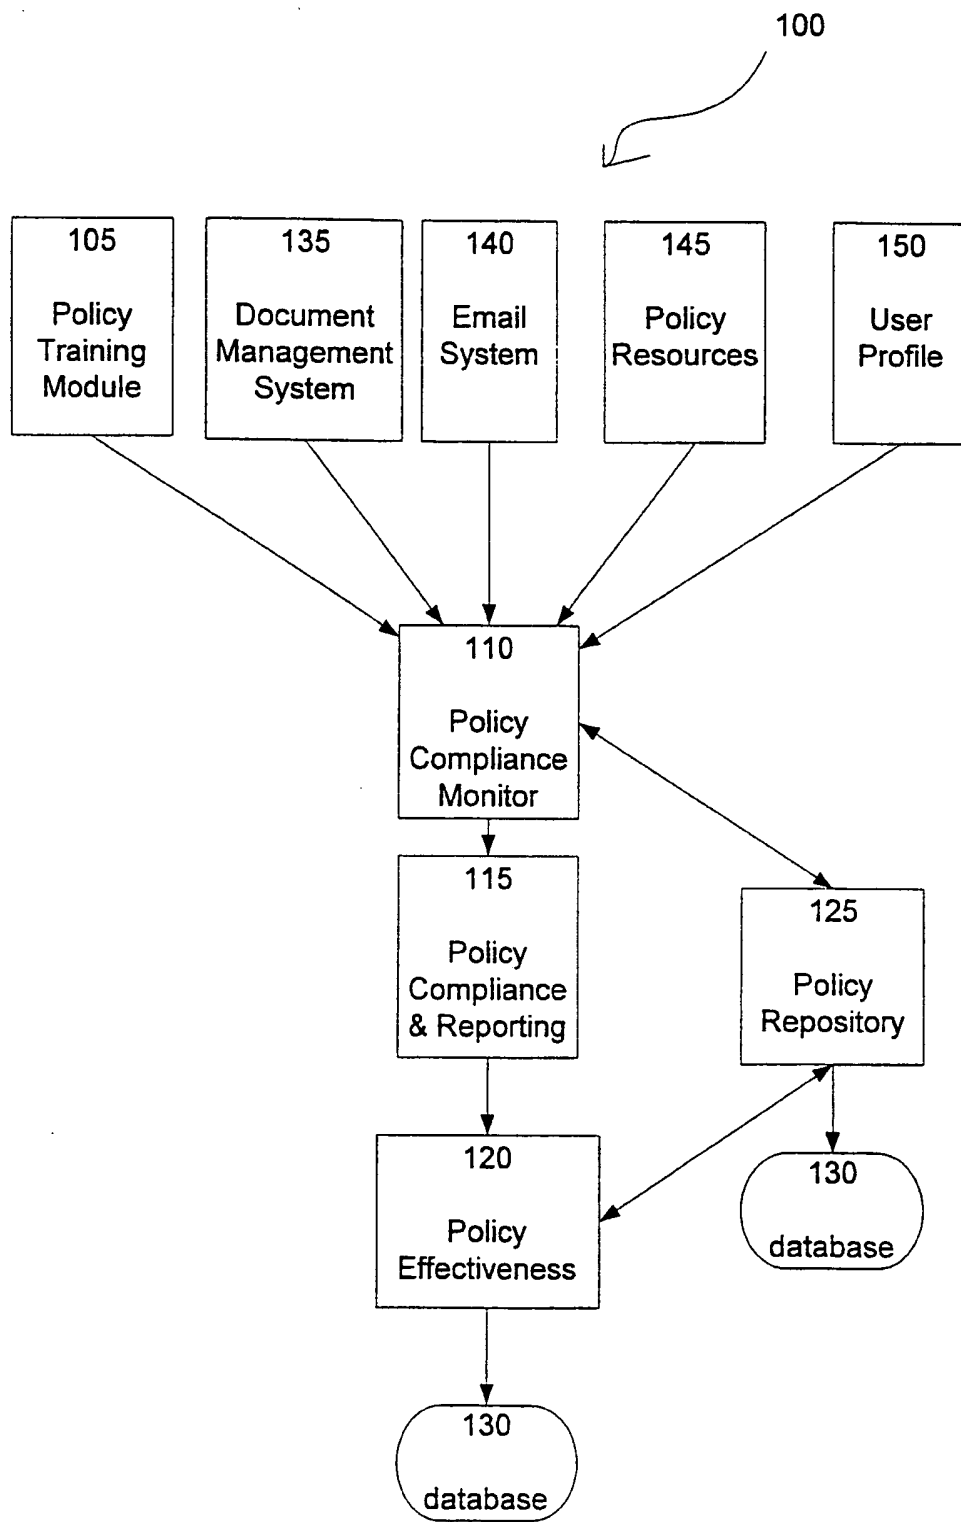 100
105
Policy
Training
Module
135
Document
Management
System
140
Email
System
145
Policy
Resources
150
User
Profile
110
Policy
Compliance
Monitor
115
Policy
Compliance
& Reporting
125
Policy
Repository
120
Policy
Effectiveness
130
database
130
database